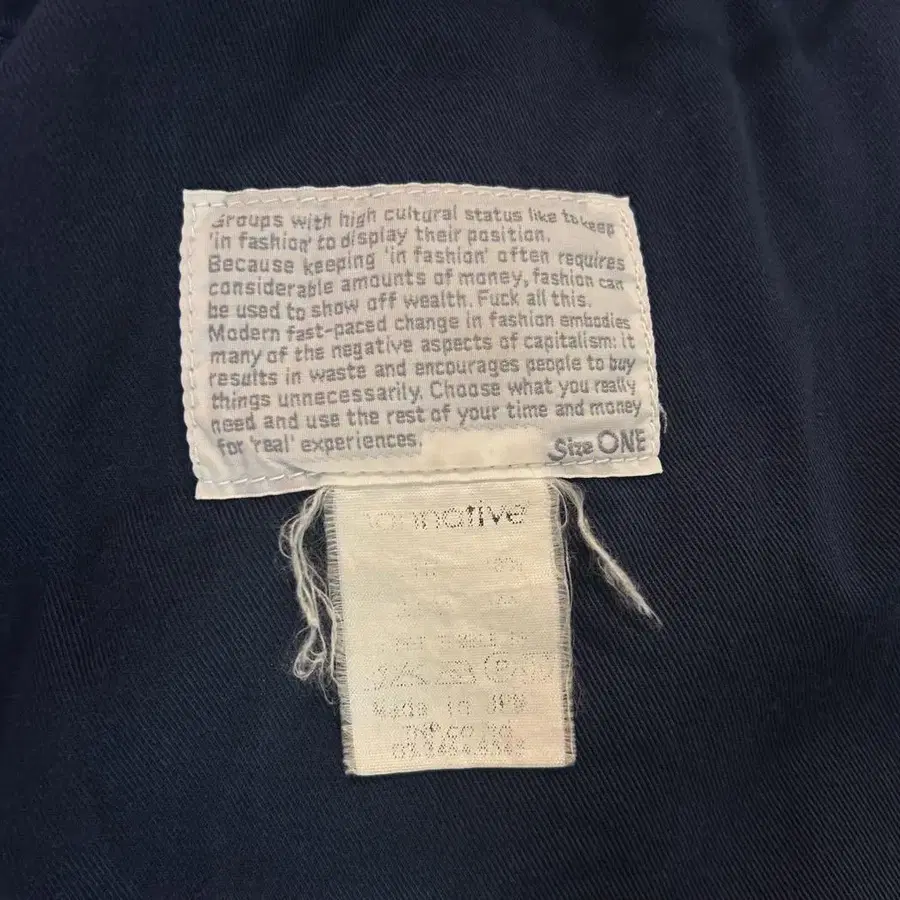 Groups with high cultural status like to keep
'in fashion' to display their position.
Because keeping 'in fashion' often requires
considerable amounts of money, fashion can
be used to show off wealth. Fuck all this.
Modern fast-paced change in fashion embodies
many of the negative aspects of capitalism: it
results in waste and encourages people to buy
things unnecessarily. Choose what you really
need and use the rest of your time and money
for 'real' experiences.
Size ONE
Made in